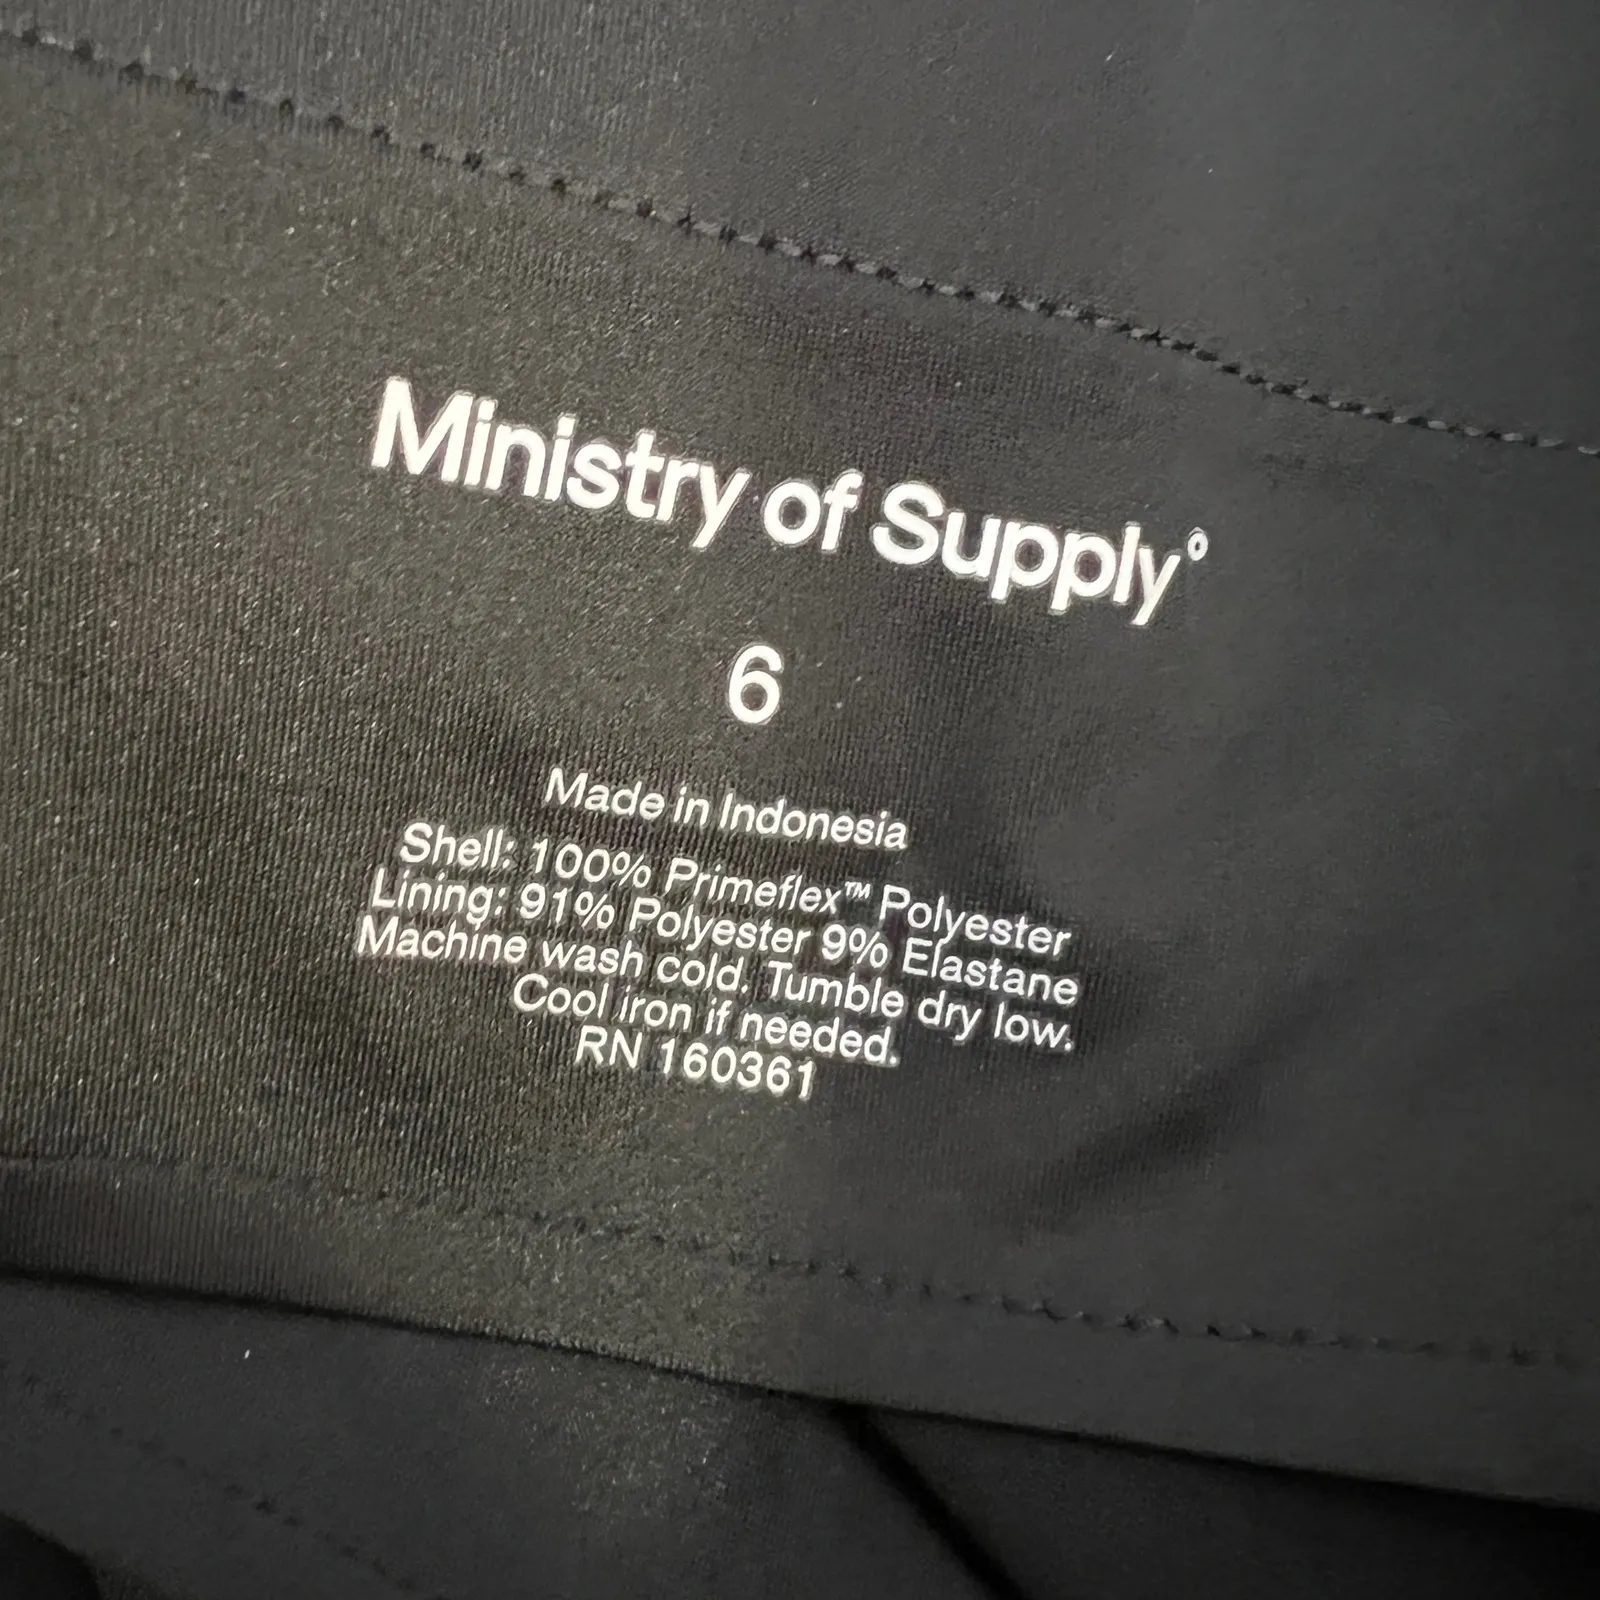 Ministry of Supply°
6
Made in Indonesia
Shell: 100% Primeflex™ Polyester
Lining: 91% Polyester 9% Elastane
Machine wash cold. Tumble dry low.
Cool iron if needed.
RN 160361